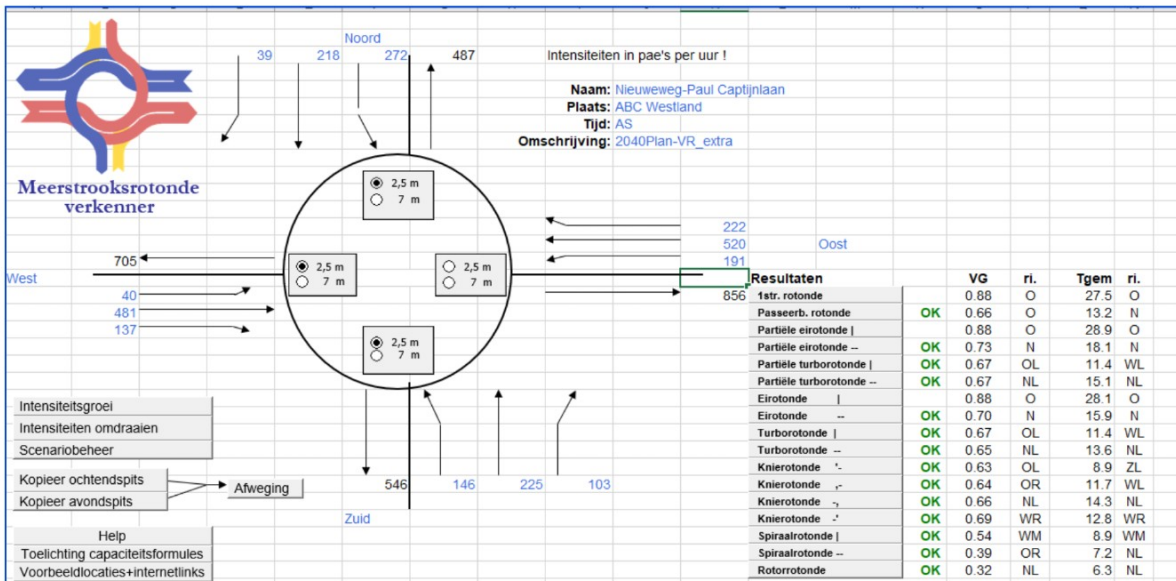 Noord
39 218 272 487 Intensiteiten in pae's per uur !
Naam: Nieuweweg-Paul Captijnlaan
Plaats: ABC Westland
Tijd: AS
Omschrijving: 2040Plan-VR_extra
Meerstrooksrotonde
verkenner
2,5 m
7 m
222
520 Oost
191
705
West
2,5 m
7 m
2,5 m
7 m
40
481
137
856
2,5 m
7 m
Resultaten VG ri. Tgem ri.
1str. rotonde 0.88 O 27.5 O
Passeerb. rotonde OK 0.66 O 13.2 N
Partiële eirotonde | 0.88 O 28.9 O
Partiële eirotonde -- OK 0.73 N 18.1 N
Partiële turborotonde | OK 0.67 OL 11.4 WL
Partiële turborotonde -- OK 0.67 NL 15.1 NL
Eirotonde | 0.88 O 28.1 O
Eirotonde -- OK 0.70 N 15.9 N
Turborotonde | OK 0.67 OL 11.4 WL
Turborotonde -- OK 0.65 NL 13.6 NL
Knierotonde '- OK 0.63 OL 8.9 ZL
Knierotonde ,- OK 0.64 OR 11.7 WL
Knierotonde -, OK 0.66 NL 14.3 NL
Knierotonde -' OK 0.69 WR 12.8 WR
Spiraalrotonde | OK 0.54 WM 8.9 WM
Spiraalrotonde -- OK 0.39 OR 7.2 NL
Rotorrotonde OK 0.32 NL 6.3 NL
Intensiteitsgroei
Intensiteiten omdraaien
Scenariobeheer
Kopieer ochtendspits
Kopieer avondspits
Afweging
546 146 225 103
Zuid
Help
Toelichting capaciteitsformules
Voorbeeldlocaties+internetlinks